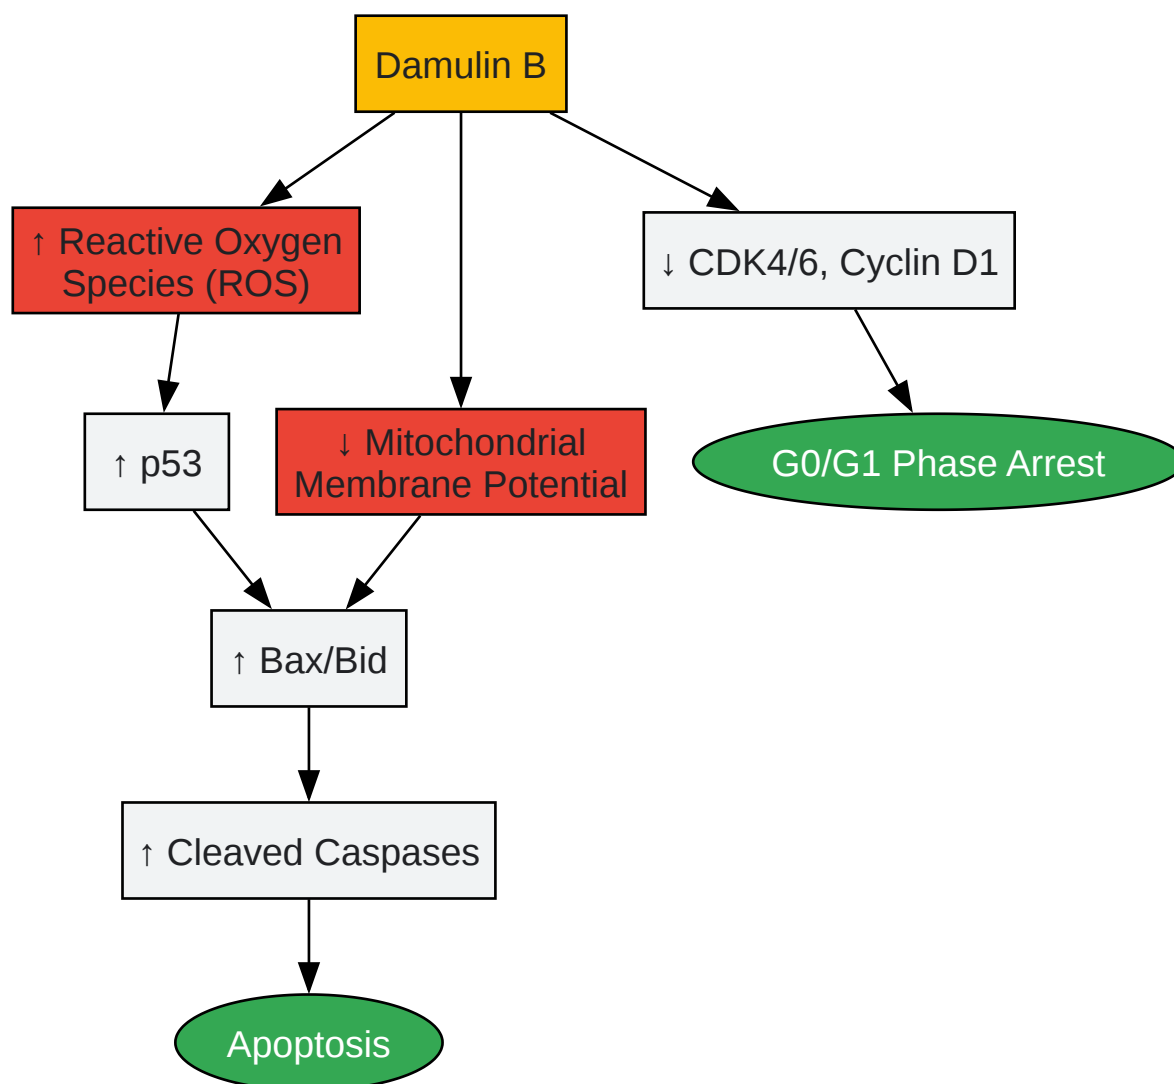 Damulin B
↑ Reactive Oxygen
Species (ROS)
↓ CDK4/6, Cyclin D1
↑ p53
↓ Mitochondrial
Membrane Potential
G0/G1 Phase Arrest
↑ Bax/Bid
↑ Cleaved Caspases
Apoptosis